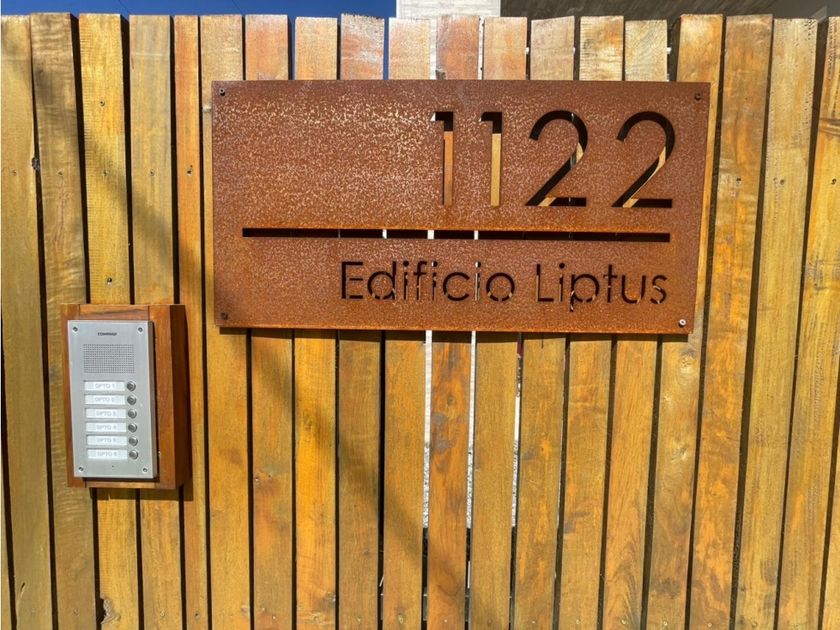 1122
Edificio Liptus
COMMAX
DPTO 1
DPTO 2
DPTO 3
DPTO 4
DPTO 5
DPTO 6